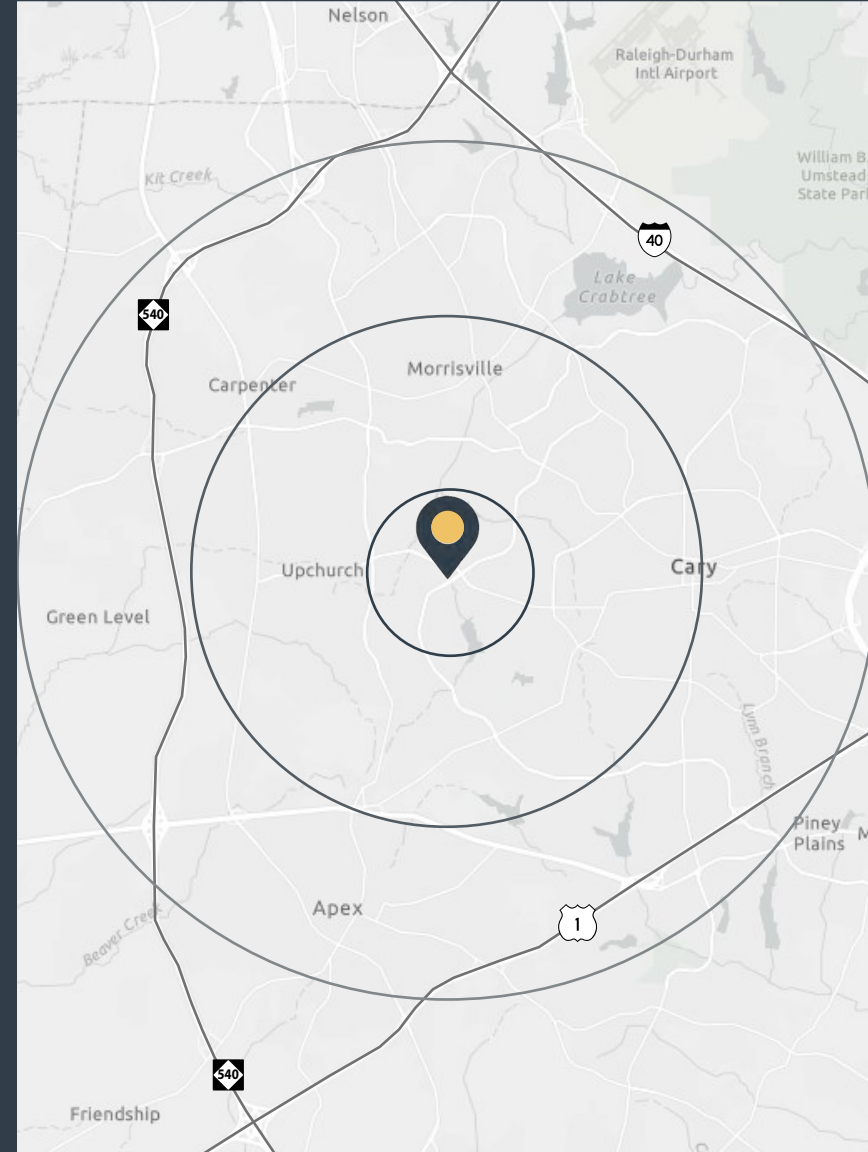 Nelson
Raleigh-Durham
Intl Airport
William B.
Umstead
State Par
Kit Creek
40
Lake
Crabtree
540
Morrisville
Carpenter
Upchurch
Cary
Green Level
Lynn Branch
Piney
Plains
M
Apex
1
Beaver Creek
540
Friendship